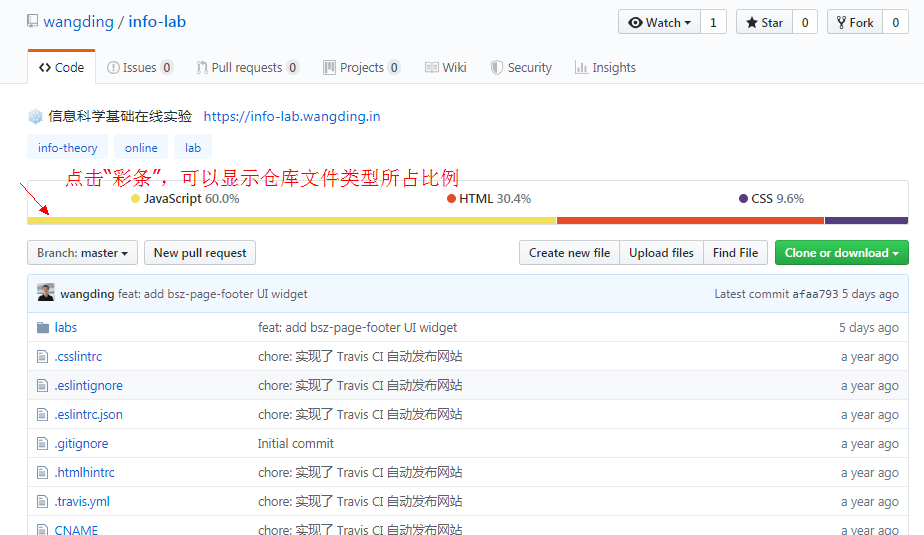 wangding / info-lab
Watch 1 Star 0 Fork 0
Code Issues 0 Pull requests 0 Projects 0 Wiki Security Insights
信息科学基础在线实验 https://info-lab.wangding.in
info-theory online lab
点击“彩条”，可以显示仓库文件类型所占比例
JavaScript 60.0% HTML 30.4% CSS 9.6%
Branch: master New pull request Create new file Upload files Find File Clone or download
wangding feat: add bsz-page-footer UI widget Latest commit afaa793 5 days ago
labs feat: add bsz-page-footer UI widget 5 days ago
.csslintrc chore: 实现了 Travis CI 自动发布网站 a year ago
.eslintignore chore: 实现了 Travis CI 自动发布网站 a year ago
.eslintrc.json chore: 实现了 Travis CI 自动发布网站 a year ago
.gitignore Initial commit a year ago
.htmlhintrc chore: 实现了 Travis CI 自动发布网站 a year ago
.travis.yml chore: 实现了 Travis CI 自动发布网站 a year ago
CNAME chore: 实现了 Travis CI 自动发布网站 a year ago